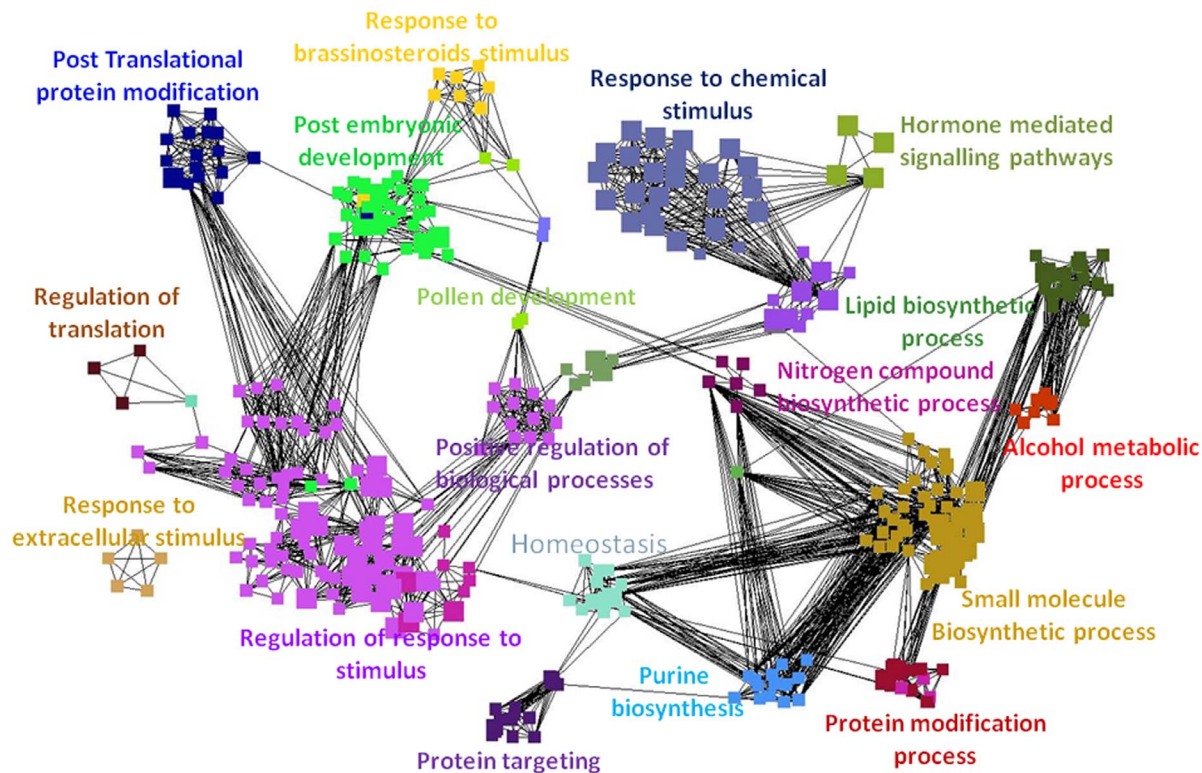 Response to
brassinosteroids stimulus
Post Translational
protein modification
Response to chemical
stimulus
Post embryonic
development
Hormone mediated
signalling pathways
Regulation of
translation
Pollen development
Lipid biosynthetic
process
Nitrogen compound
biosynthetic process
Positive regulation of
biological processes
Alcohol metabolic
process
Response to
extracellular stimulus
Homeostasis
Small molecule
Biosynthetic process
Regulation of response to
stimulus
Purine
biosynthesis
Protein modification
process
Protein targeting